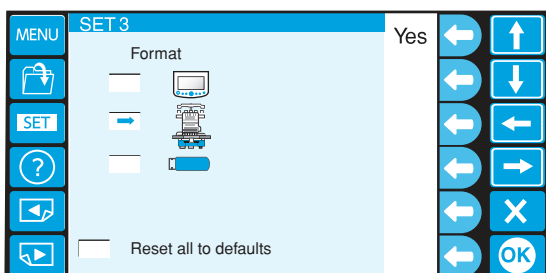 MENU
SET 3
Yes
Format
SET
?
Reset all to defaults
OK